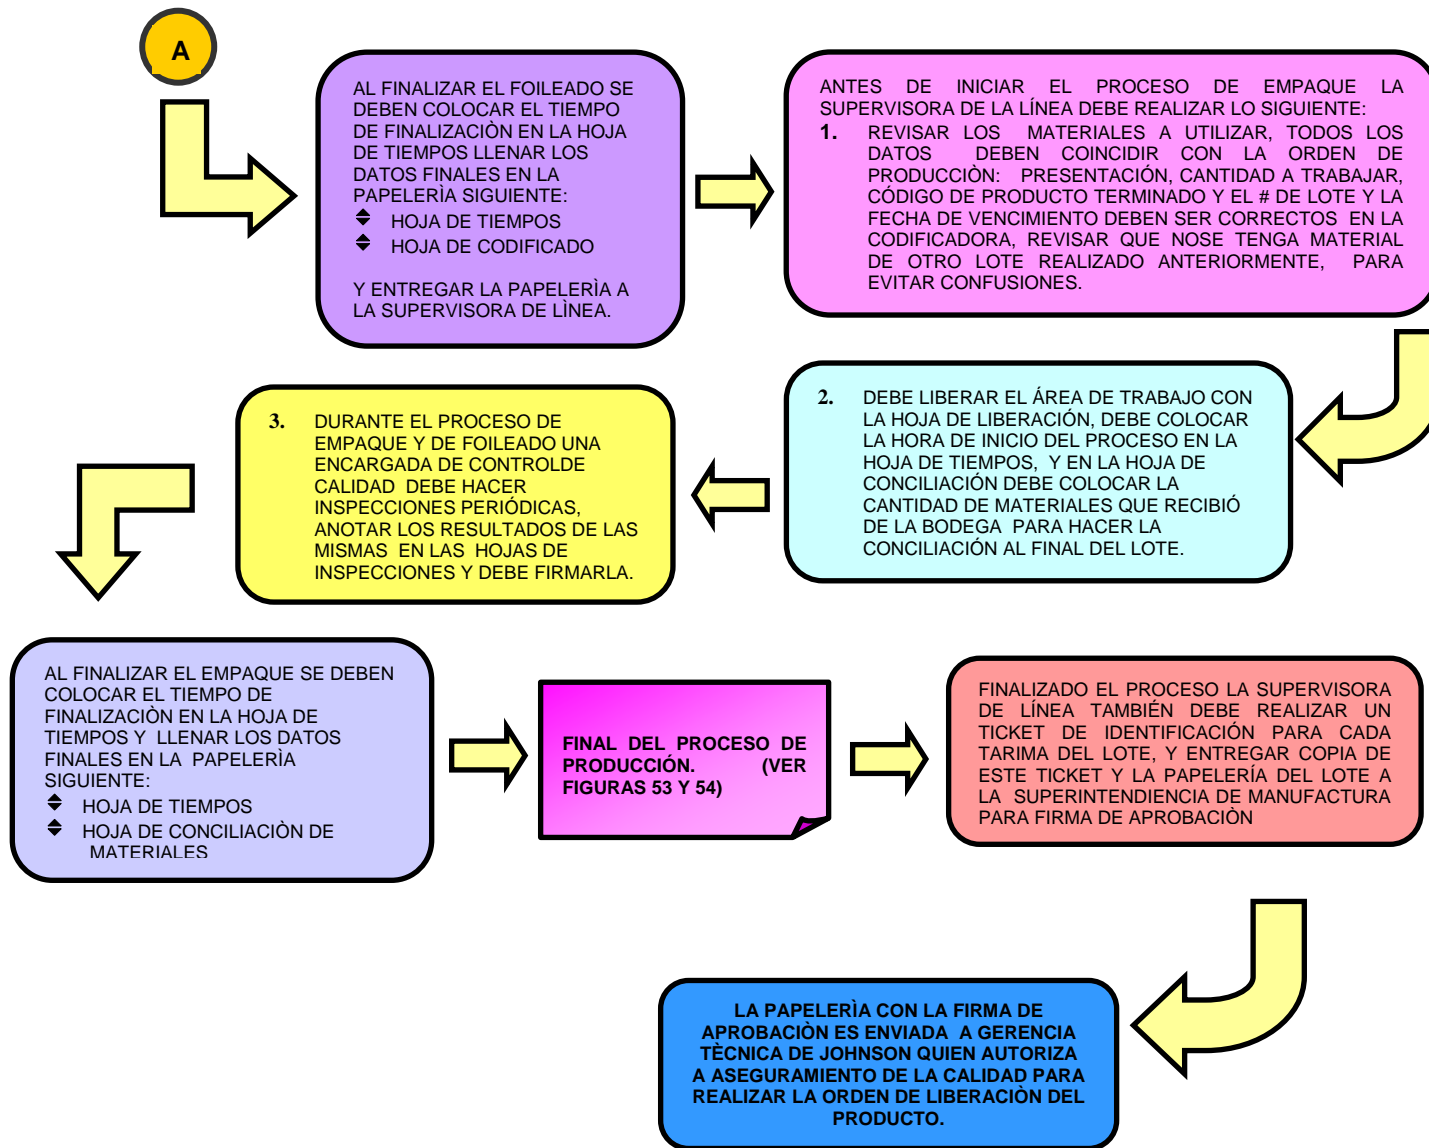 A
AL FINALIZAR EL FOILEADO SE
DEBEN COLOCAR EL TIEMPO
DE FINALIZACIÒN EN LA HOJA
DE TIEMPOS LLENAR LOS
DATOS FINALES EN LA
PAPELERÌA SIGUIENTE:
HOJA DE TIEMPOS
HOJA DE CODIFICADO
Y ENTREGAR LA PAPELERÌA A
LA SUPERVISORA DE LÌNEA.
ANTES DE INICIAR EL PROCESO DE EMPAQUE LA
SUPERVISORA DE LA LÍNEA DEBE REALIZAR LO SIGUIENTE:
1. REVISAR LOS MATERIALES A UTILIZAR, TODOS LOS
DATOS DEBEN COINCIDIR CON LA ORDEN DE
PRODUCCIÒN: PRESENTACIÓN, CANTIDAD A TRABAJAR,
CÓDIGO DE PRODUCTO TERMINADO Y EL # DE LOTE Y LA
FECHA DE VENCIMIENTO DEBEN SER CORRECTOS EN LA
CODIFICADORA, REVISAR QUE NOSE TENGA MATERIAL
DE OTRO LOTE REALIZADO ANTERIORMENTE, PARA
EVITAR CONFUSIONES.
2. DEBE LIBERAR EL ÁREA DE TRABAJO CON
LA HOJA DE LIBERACIÓN, DEBE COLOCAR
LA HORA DE INICIO DEL PROCESO EN LA
HOJA DE TIEMPOS, Y EN LA HOJA DE
CONCILIACIÓN DEBE COLOCAR LA
CANTIDAD DE MATERIALES QUE RECIBIÓ
DE LA BODEGA PARA HACER LA
CONCILIACIÓN AL FINAL DEL LOTE.
3. DURANTE EL PROCESO DE
EMPAQUE Y DE FOILEADO UNA
ENCARGADA DE CONTROLDE
CALIDAD DEBE HACER
INSPECCIONES PERIÓDICAS,
ANOTAR LOS RESULTADOS DE LAS
MISMAS EN LAS HOJAS DE
INSPECCIONES Y DEBE FIRMARLA.
AL FINALIZAR EL EMPAQUE SE DEBEN
COLOCAR EL TIEMPO DE
FINALIZACIÒN EN LA HOJA DE
TIEMPOS Y LLENAR LOS DATOS
FINALES EN LA PAPELERÌA
SIGUIENTE:
HOJA DE TIEMPOS
HOJA DE CONCILIACIÒN DE
MATERIALES
FINAL DEL PROCESO DE
PRODUCCIÓN. (VER
FIGURAS 53 Y 54)
FINALIZADO EL PROCESO LA SUPERVISORA
DE LÍNEA TAMBIÉN DEBE REALIZAR UN
TICKET DE IDENTIFICACIÓN PARA CADA
TARIMA DEL LOTE, Y ENTREGAR COPIA DE
ESTE TICKET Y LA PAPELERÍA DEL LOTE A
LA SUPERINTENDIENCIA DE MANUFACTURA
PARA FIRMA DE APROBACIÒN
LA PAPELERÌA CON LA FIRMA DE
APROBACIÒN ES ENVIADA A GERENCIA
TÈCNICA DE JOHNSON QUIEN AUTORIZA
A ASEGURAMIENTO DE LA CALIDAD PARA
REALIZAR LA ORDEN DE LIBERACIÒN DEL
PRODUCTO.